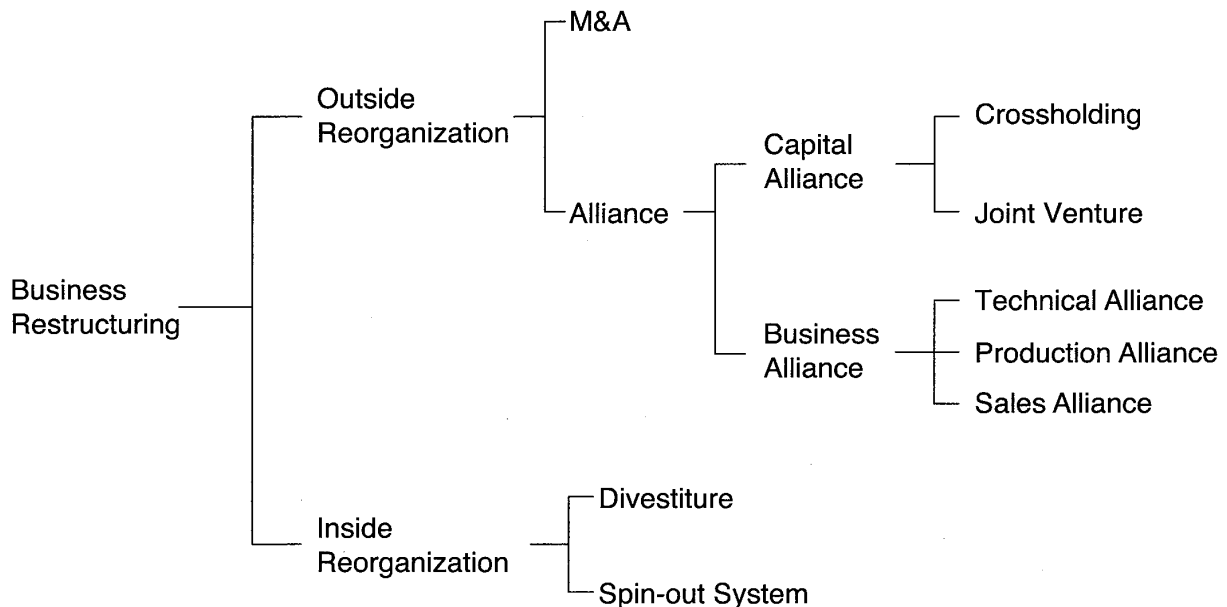 M&A
Outside
Reorganization
Crossholding
Capital
Alliance
Alliance
Joint Venture
Business
Restructuring
Technical Alliance
Business
Alliance
Production Alliance
Sales Alliance
Divestiture
Inside
Reorganization
Spin-out System